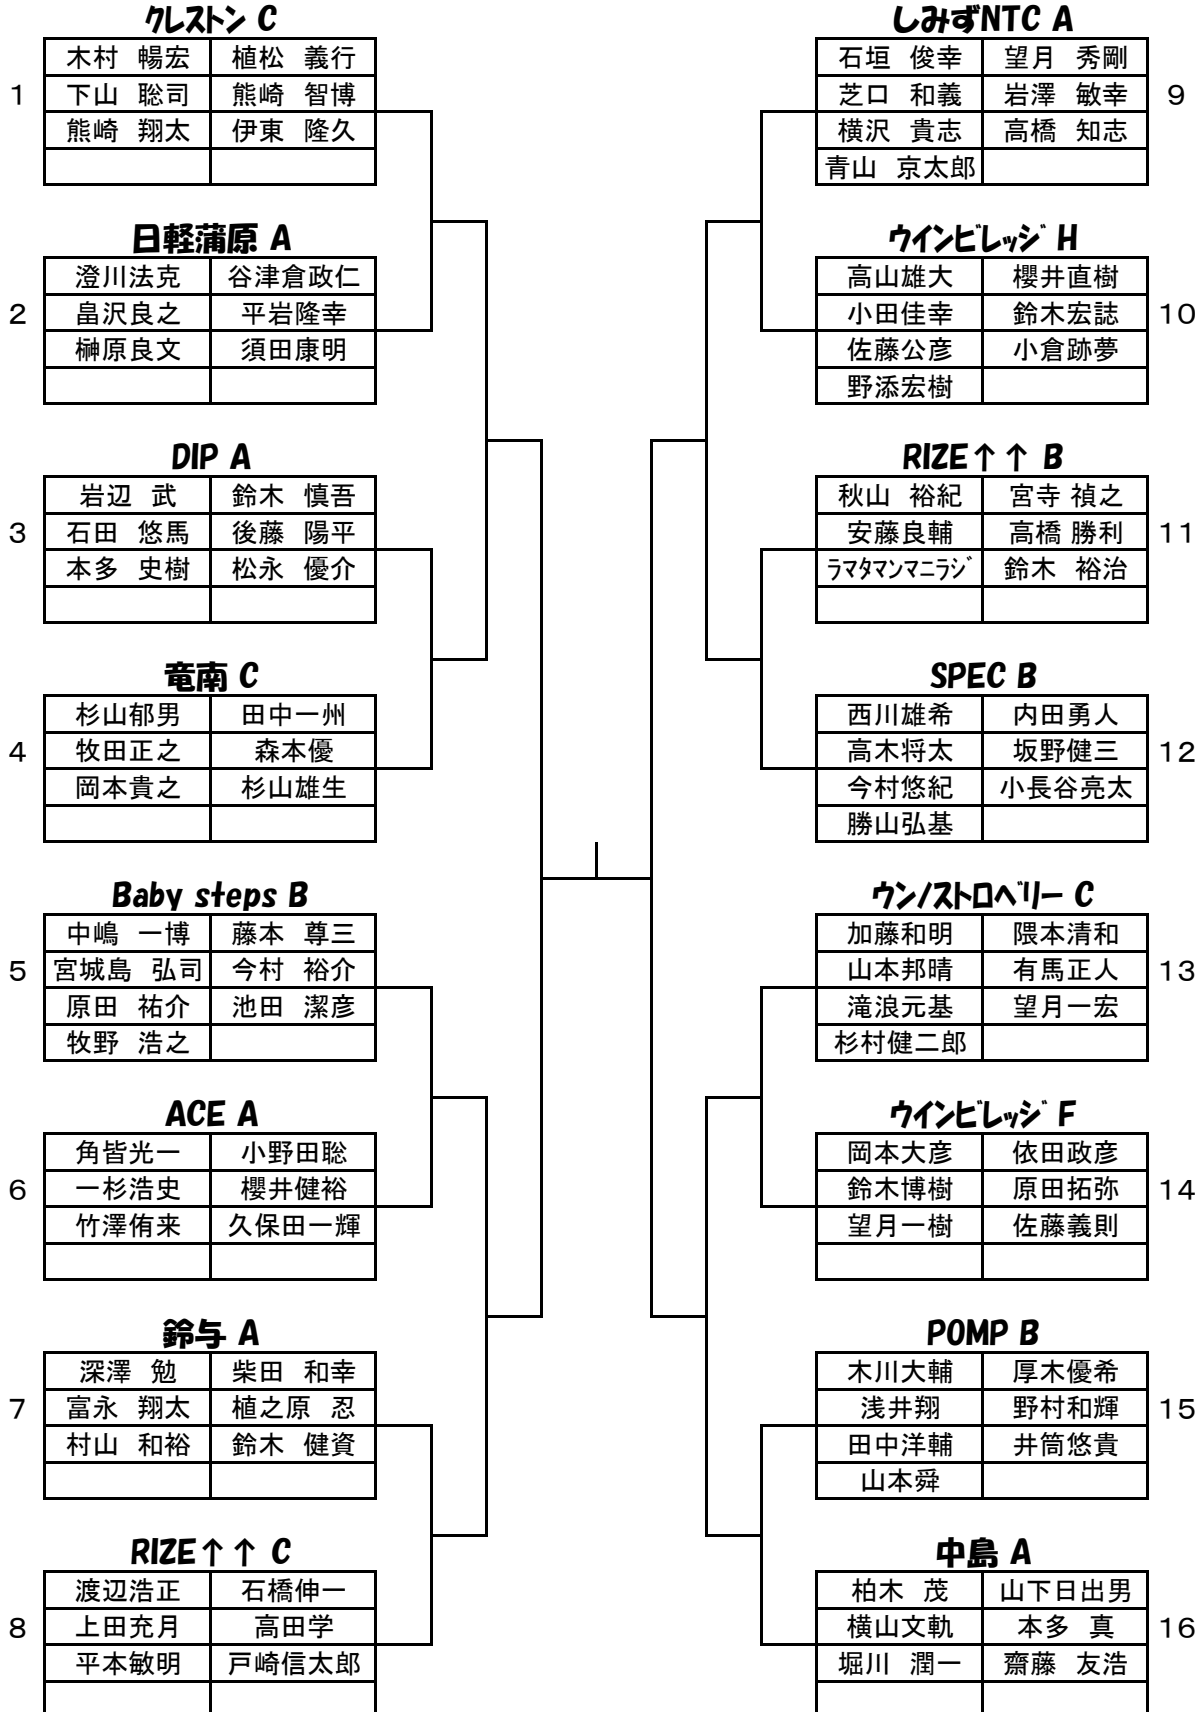 クレストン C
木村 暢宏 植松 義行
1 下山 聡司 熊崎 智博
熊崎 翔太 伊東 隆久
日軽蒲原 A
澄川法克 谷津倉政仁
2 畠沢良之 平岩隆幸
榊原良文 須田康明
DIP A
岩辺 武 鈴木 慎吾
3 石田 悠馬 後藤 陽平
本多 史樹 松永 優介
竜南 C
杉山郁男 田中一州
4 牧田正之 森本優
岡本貴之 杉山雄生
Baby steps B
中嶋 一博 藤本 尊三
5 宮城島 弘司 今村 裕介
原田 祐介 池田 潔彦
牧野 浩之
ACE A
角皆光一 小野田聡
6 一杉浩史 櫻井健裕
竹澤侑来 久保田一輝
鈴与 A
深澤 勉 柴田 和幸
7 富永 翔太 植之原 忍
村山 和裕 鈴木 健資
RIZE↑↑ C
渡辺浩正 石橋伸一
8 上田充月 高田学
平本敏明 戸崎信太郎
しみずNTC A
石垣 俊幸 望月 秀剛
芝口 和義 岩澤 敏幸 9
横沢 貴志 高橋 知志
青山 京太郎
ウインビレッジ H
高山雄大 櫻井直樹
小田佳幸 鈴木宏誌 10
佐藤公彦 小倉跡夢
野添宏樹
RIZE↑↑ B
秋山 裕紀 宮寺 禎之
安藤良輔 高橋 勝利 11
ラマタマンマニラジ 鈴木 裕治
SPEC B
西川雄希 内田勇人
高木将太 坂野健三 12
今村悠紀 小長谷亮太
勝山弘基
ウン/ストロベリー C
加藤和明 隈本清和
山本邦晴 有馬正人 13
滝浪元基 望月一宏
杉村健二郎
ウインビレッジ F
岡本大彦 依田政彦
鈴木博樹 原田拓弥 14
望月一樹 佐藤義則
POMP B
木川大輔 厚木優希
浅井翔 野村和輝 15
田中洋輔 井筒悠貴
山本舜
中島 A
柏木 茂 山下日出男
横山文軌 本多 真 16
堀川 潤一 齋藤 友浩